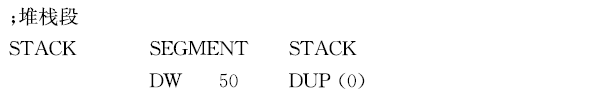 ;堆栈段
STACK SEGMENT STACK
DW 50 DUP (0)